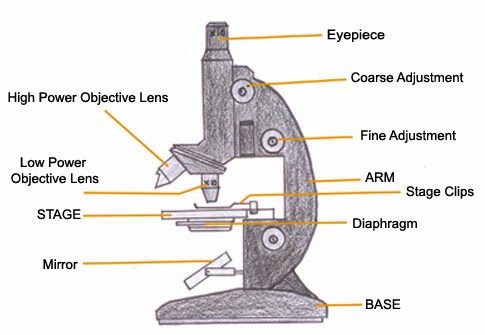 Eyepiece
Coarse Adjustment
High Power Objective Lens
Fine Adjustment
Low Power
Objective Lens
ARM
Stage Clips
STAGE
Diaphragm
Mirror
BASE